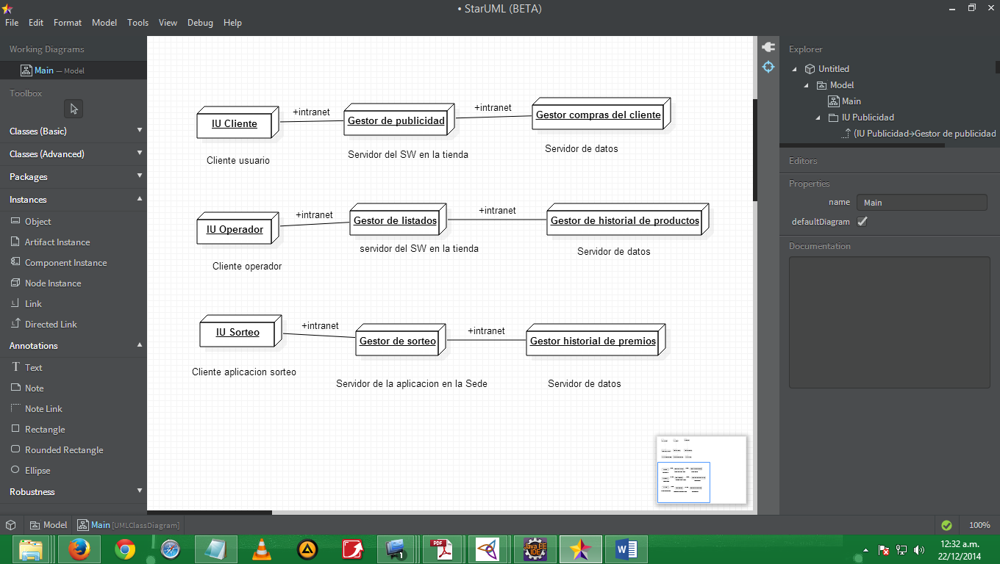 • StarUML (BETA)
File Edit Format Model Tools View Debug Help
Working Diagrams
Main — Model
Toolbox
Classes (Basic)
Classes (Advanced)
Packages
Instances
Object
Artifact Instance
Component Instance
Node Instance
Link
Directed Link
Annotations
Text
Note
Note Link
Rectangle
Rounded Rectangle
Ellipse
Robustness
IU Cliente
+intranet
Gestor de publicidad
+intranet
Gestor compras del cliente
Cliente usuario
Servidor del SW en la tienda
Servidor de datos
IU Operador
+intranet
Gestor de listados
+intranet
Gestor de historial de productos
Cliente operador
servidor del SW en la tienda
Servidor de datos
IU Sorteo
+intranet
Gestor de sorteo
+intranet
Gestor historial de premios
Cliente aplicacion sorteo
Servidor de la aplicacion en la Sede
Servidor de datos
Explorer
Untitled
Model
Main
IU Publicidad
(IU Publicidad→Gestor de publicidad
Editors
Properties
name Main
defaultDiagram
Documentation
Model Main [UMLClassDiagram]
100%
PDF
Java EE
IDE
W
12:32 a.m.
22/12/2014